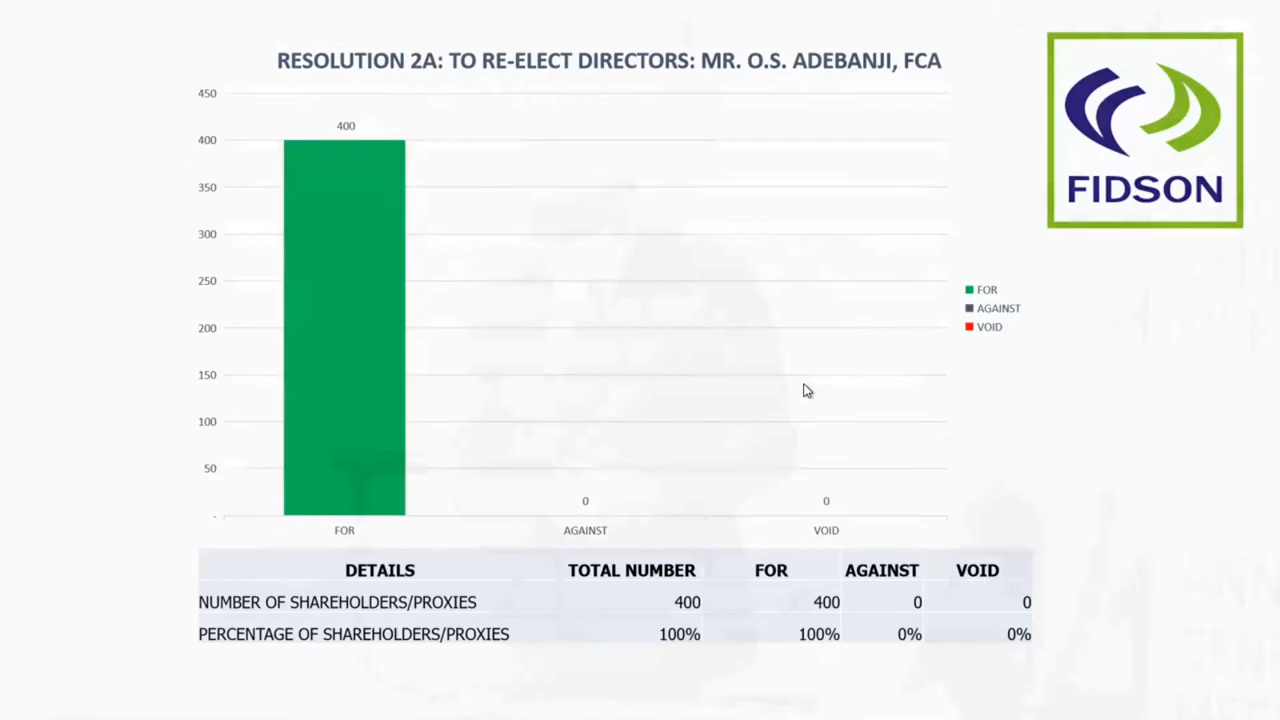 RESOLUTION 2A: TO RE-ELECT DIRECTORS: MR. O.S. ADEBANJI, FCA
FIDSON
450
400
350
300
250
200
150
100
50
-
400
0
0
FOR
AGAINST
VOID
FOR
AGAINST
VOID
DETAILS TOTAL NUMBER FOR AGAINST VOID
NUMBER OF SHAREHOLDERS/PROXIES 400 400 0 0
PERCENTAGE OF SHAREHOLDERS/PROXIES 100% 100% 0% 0%